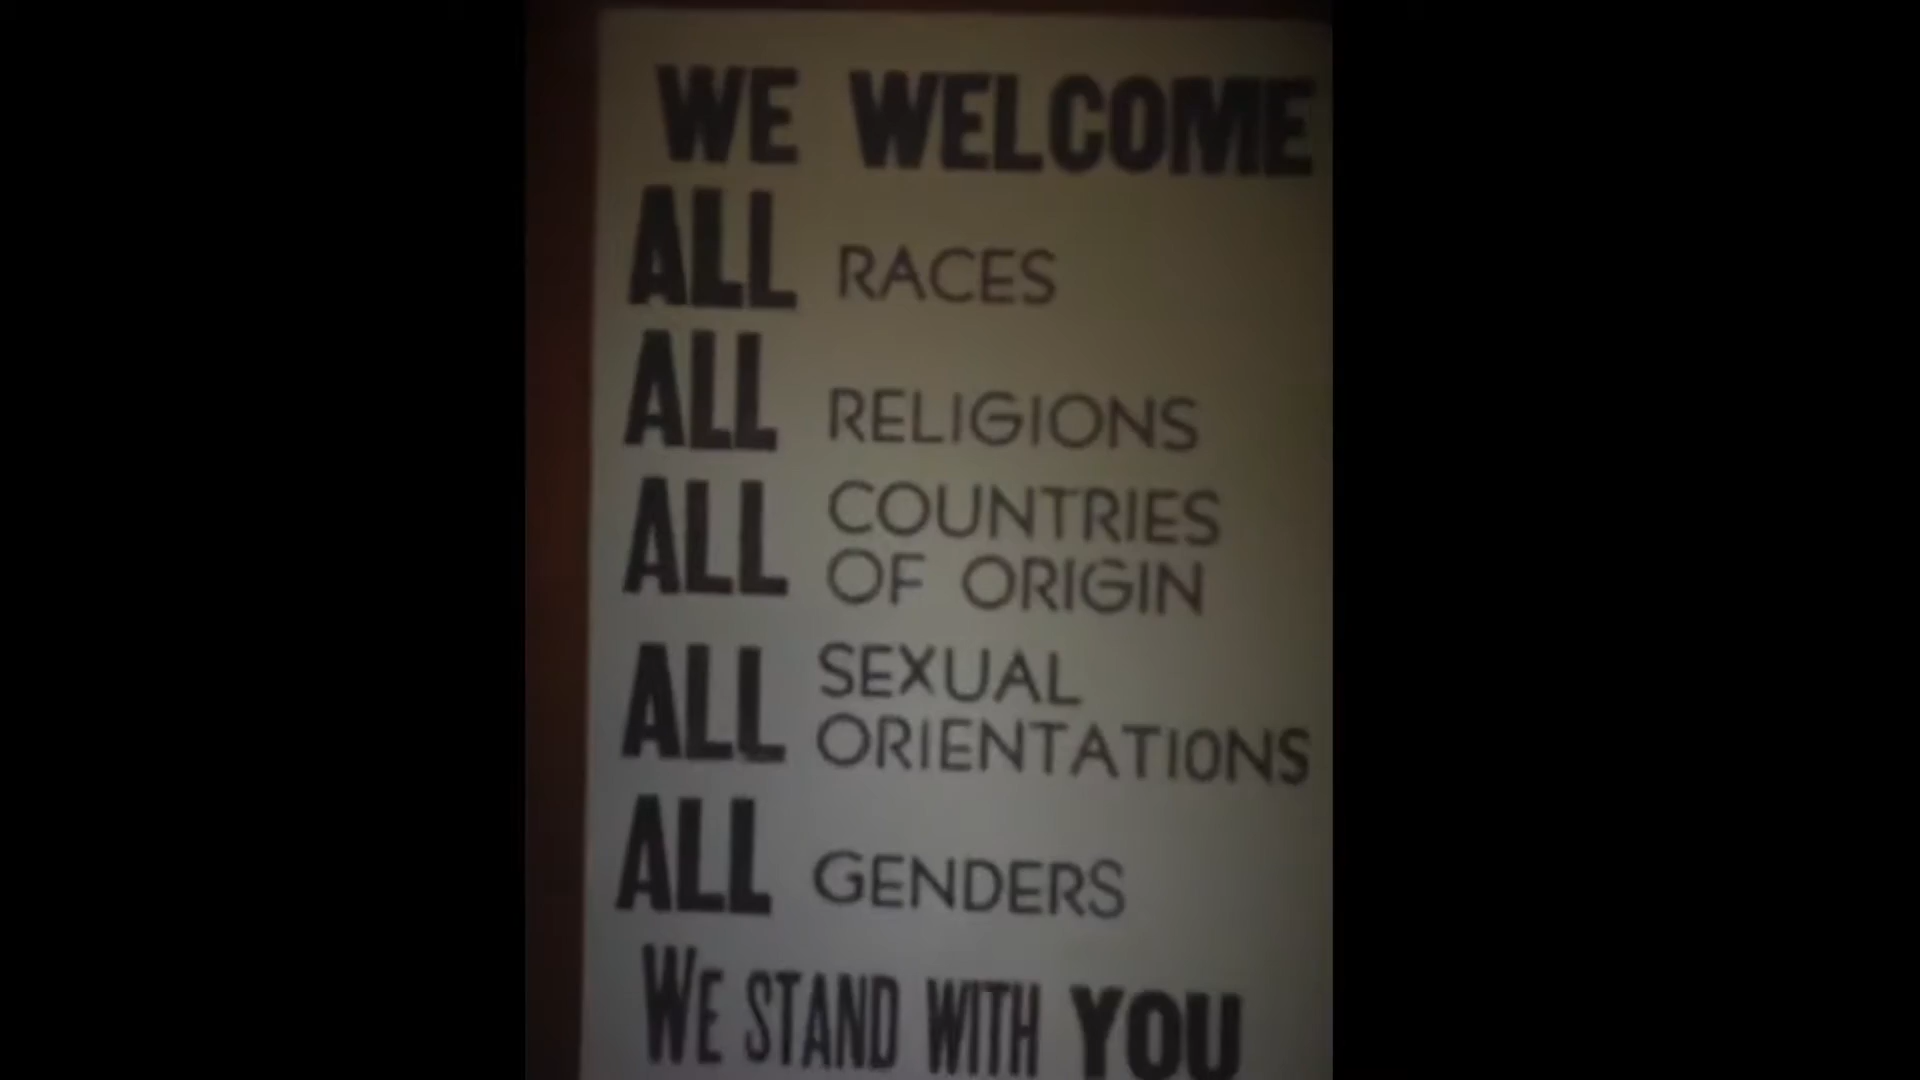 WE WELCOME
ALL RACES
ALL RELIGIONS
ALL COUNTRIES
OF ORIGIN
ALL SEXUAL
ORIENTATIONS
ALL GENDERS
WE STAND WITH YOU